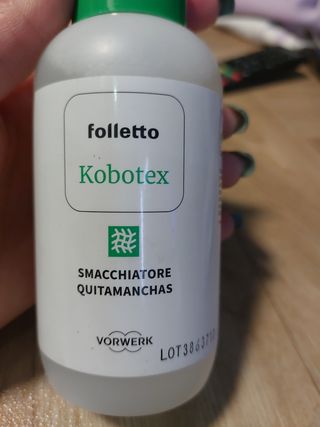 folletto
Kobotex
SMACCHIATORE
QUITAMANCHAS
VORWERK